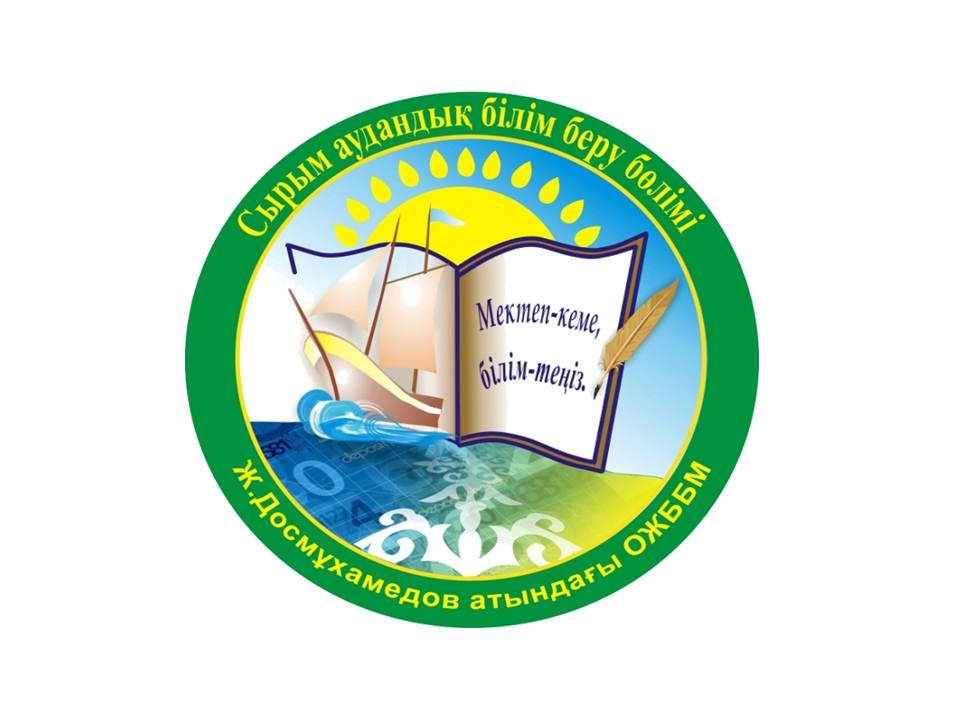 Сырым аудандық білім беру бөлімі
Мектеп-кеме,
білім-теңіз.
Ж.Досмұхамедов атындағы ОЖББМ